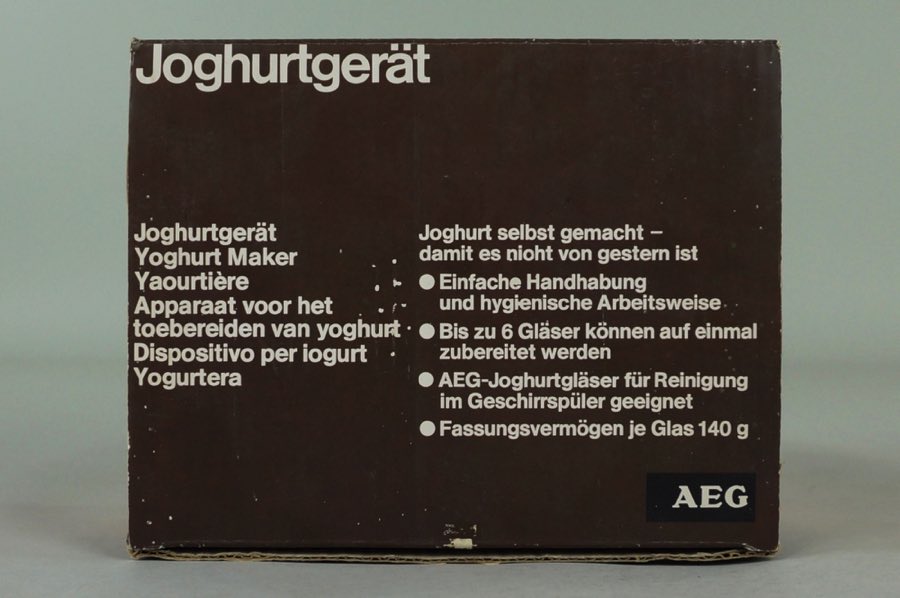 Joghurtgerät
Joghurtgerät
Yoghurt Maker
Yaourtière
Apparaat voor het
toebereiden van yoghurt
Dispositivo per iogurt
Yogurtera
Joghurt selbst gemacht –
damit es nioht von gestern ist
● Einfache Handhabung
und hygienische Arbeitsweise
● Bis zu 6 Gläser können auf einmal
zubereitet werden
● AEG-Joghurtgläser für Reinigung
im Geschirrspüler geeignet
● Fassungsvermögen je Glas 140 g
AEG